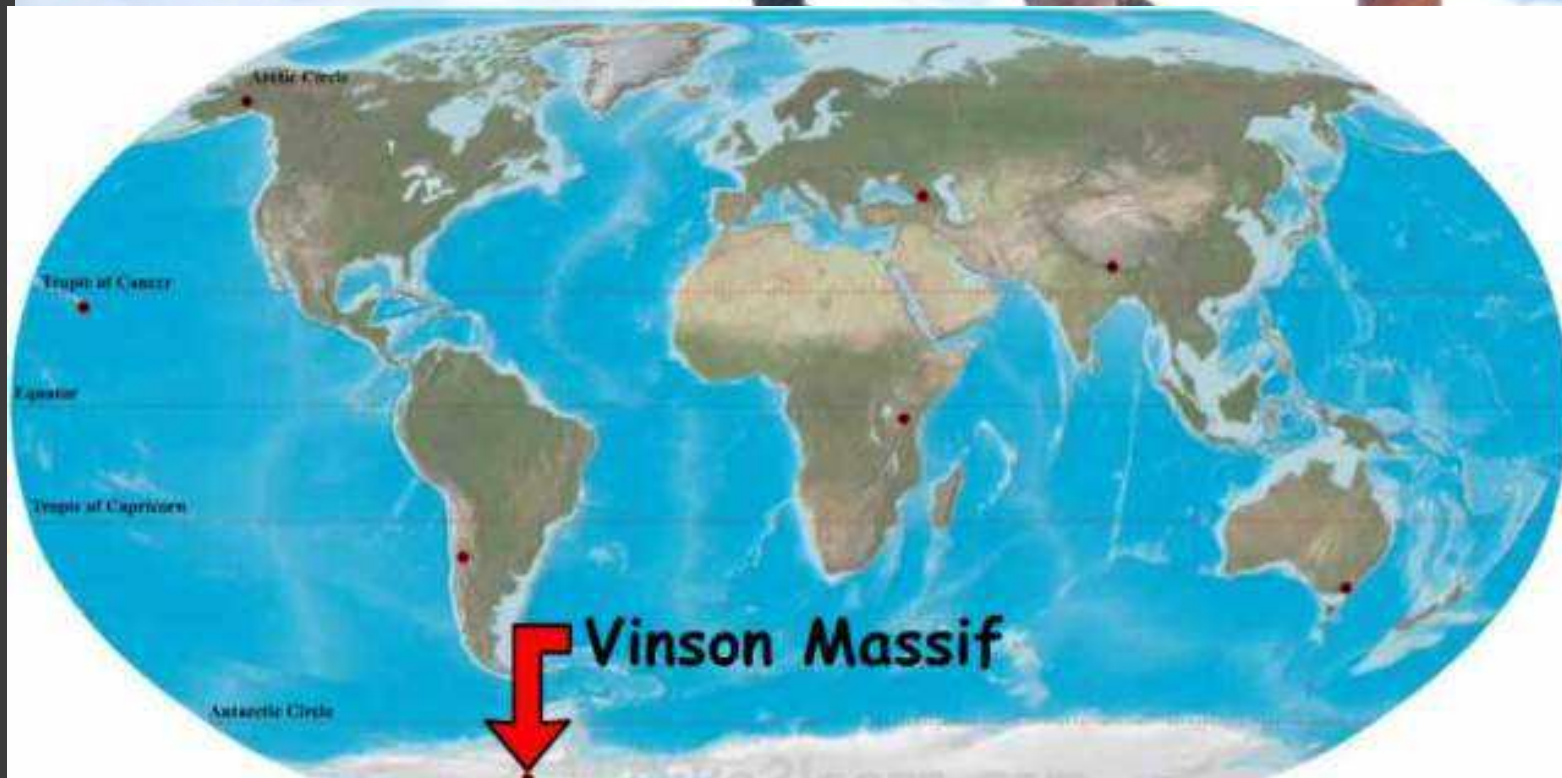 Arctic Circle
Tropic of Cancer
Equator
Tropic of Capricorn
Vinson Massif
Antarctic Circle